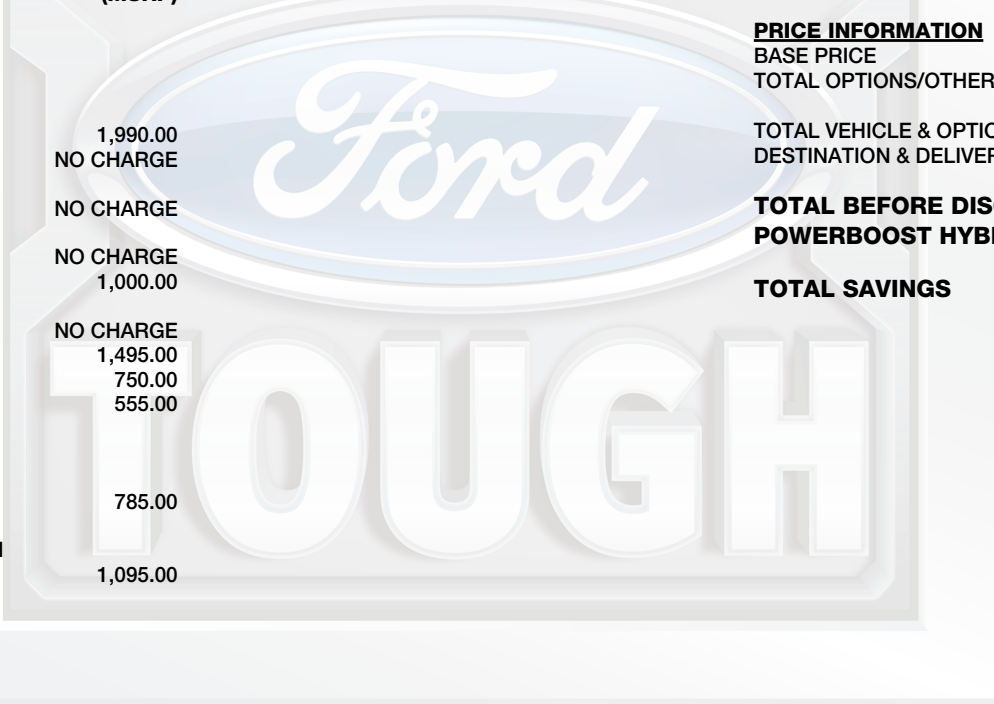 (MSRP)
1,990.00
NO CHARGE
NO CHARGE
NO CHARGE
1,000.00
NO CHARGE
1,495.00
750.00
555.00
785.00
1,095.00
PRICE INFORMATION
BASE PRICE
TOTAL OPTIONS/OTHER
TOTAL VEHICLE & OPTIO
DESTINATION & DELIVER
TOTAL BEFORE DIS
POWERBOOST HYB
TOTAL SAVINGS
Ford
TOUGH